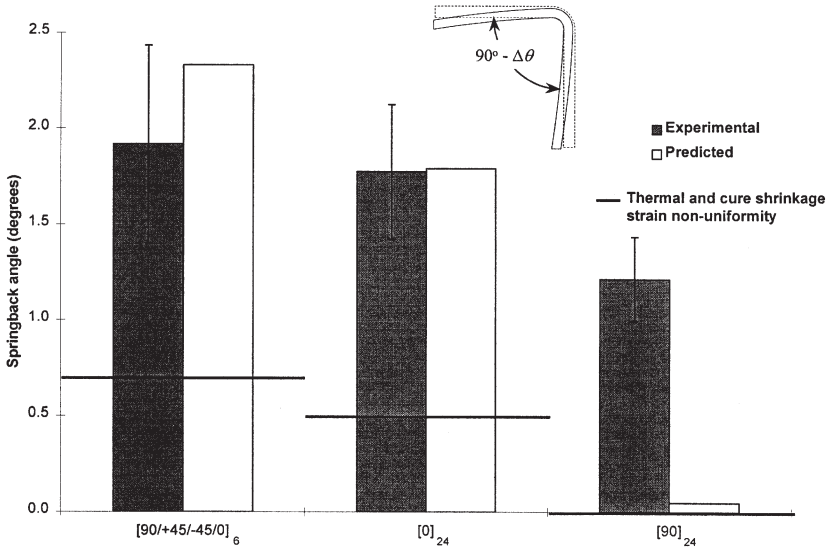 2.5
2.0
1.5
1.0
0.5
0.0
Springback angle (degrees)
90° - Δθ
Experimental
Predicted
Thermal and cure shrinkage
strain non-uniformity
[90/+45/-45/0]6
[0]24
[90]24